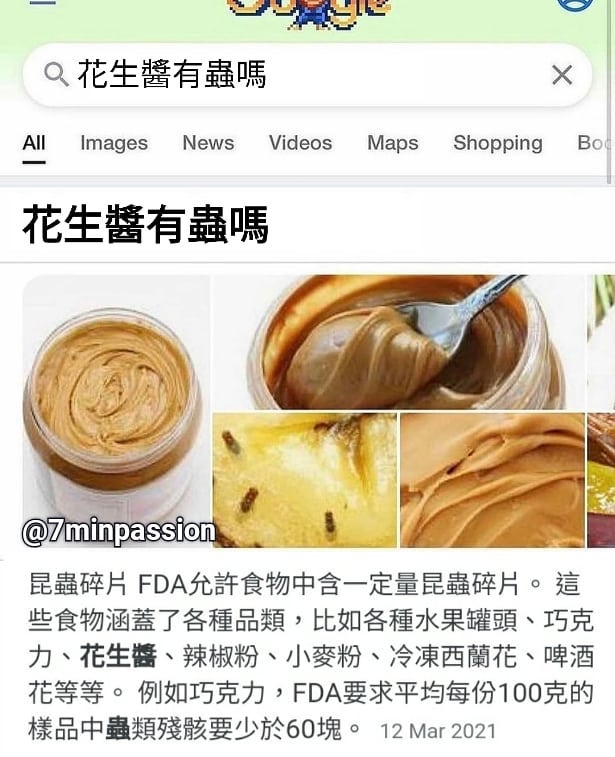 Google
花生醬有蟲嗎
All Images News Videos Maps Shopping
花生醬有蟲嗎
@7minpassion
昆蟲碎片 FDA允許食物中含一定量昆蟲碎片。 這
些食物涵蓋了各種品類，比如各種水果罐頭、巧克
力、花生醬、辣椒粉、小麥粉、冷凍西蘭花、啤酒
花等等。 例如巧克力，FDA要求平均每份100克的
樣品中蟲類殘骸要少於60塊。 12 Mar 2021